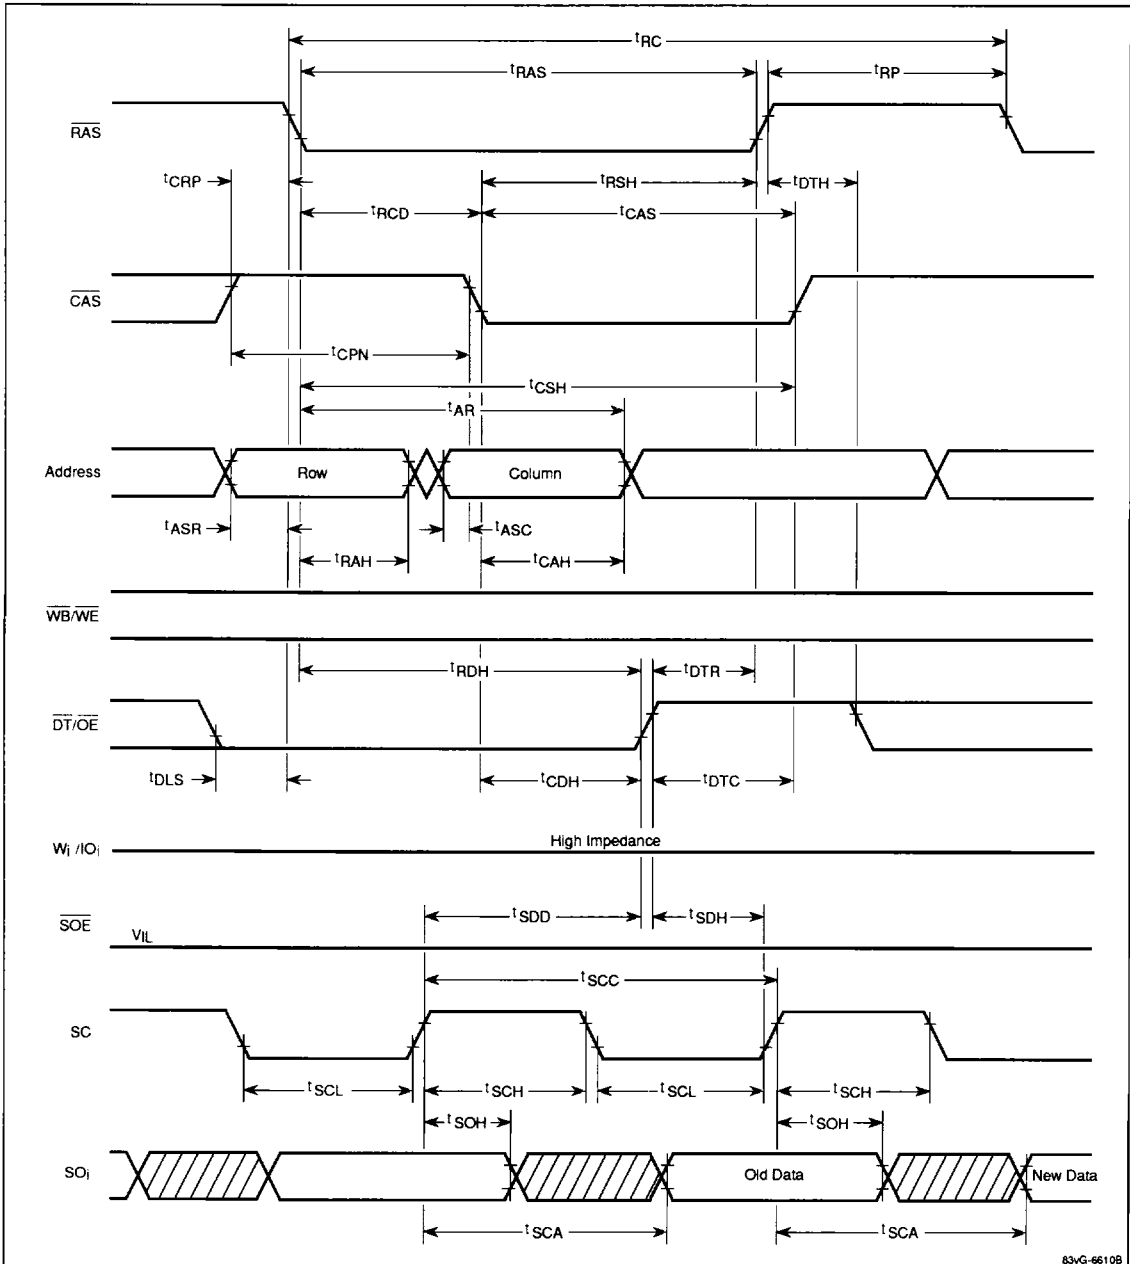 tRC
tRAS
tRP
RAS
tCRP
tRSH
tDTH
tRCD
tCAS
CAS
tCPN
tCSH
tAR
Address
Row
Column
tASR
tASC
tRAH
tCAH
WB/WE
tRDH
tDTR
DT/OE
tDLS
tCDH
tDTC
Wi/IOi
High Impedance
tSDD
tSDH
SOE
VIL
tSCC
SC
tSCL
tSCH
tSCL
tSCH
tSOH
tSOH
SOi
Old Data
New Data
tSCA
tSCA
83vG-6610B